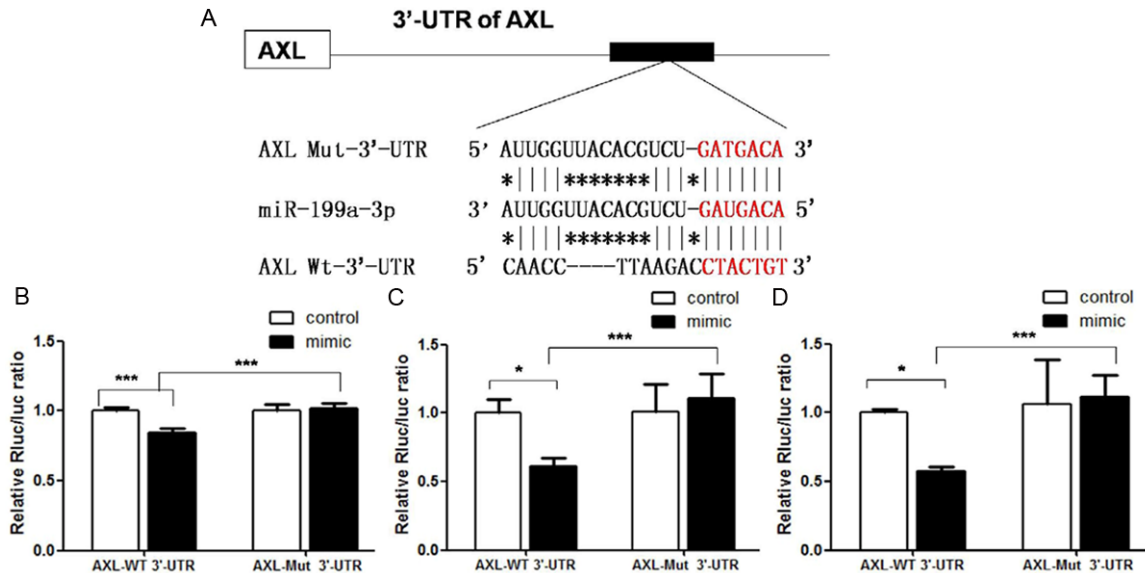 A
3'-UTR of AXL
AXL
AXL Mut-3'-UTR 5' AUUGGUUACACGUCU-GATGACA 3'
*||||*******|||*|||||||
miR-199a-3p 3' AUUGGUUACACGUCU-GAUGACA 5'
*||||*******|||*|||||||
AXL Wt-3'-UTR 5' CAACC----TTAAGACCTACTGT 3'
B
control
mimic
Relative Rluc/luc ratio
1.5
1.0
0.5
0.0
***
***
AXL-WT 3'-UTR
AXL-Mut 3'-UTR
C
control
mimic
Relative Rluc/luc ratio
1.5
1.0
0.5
0.0
*
***
AXL-WT 3'-UTR
AXL-Mut 3'-UTR
D
control
mimic
Relative Rluc/luc ratio
1.5
1.0
0.5
0.0
*
***
AXL-WT 3'-UTR
AXL-Mut 3'-UTR